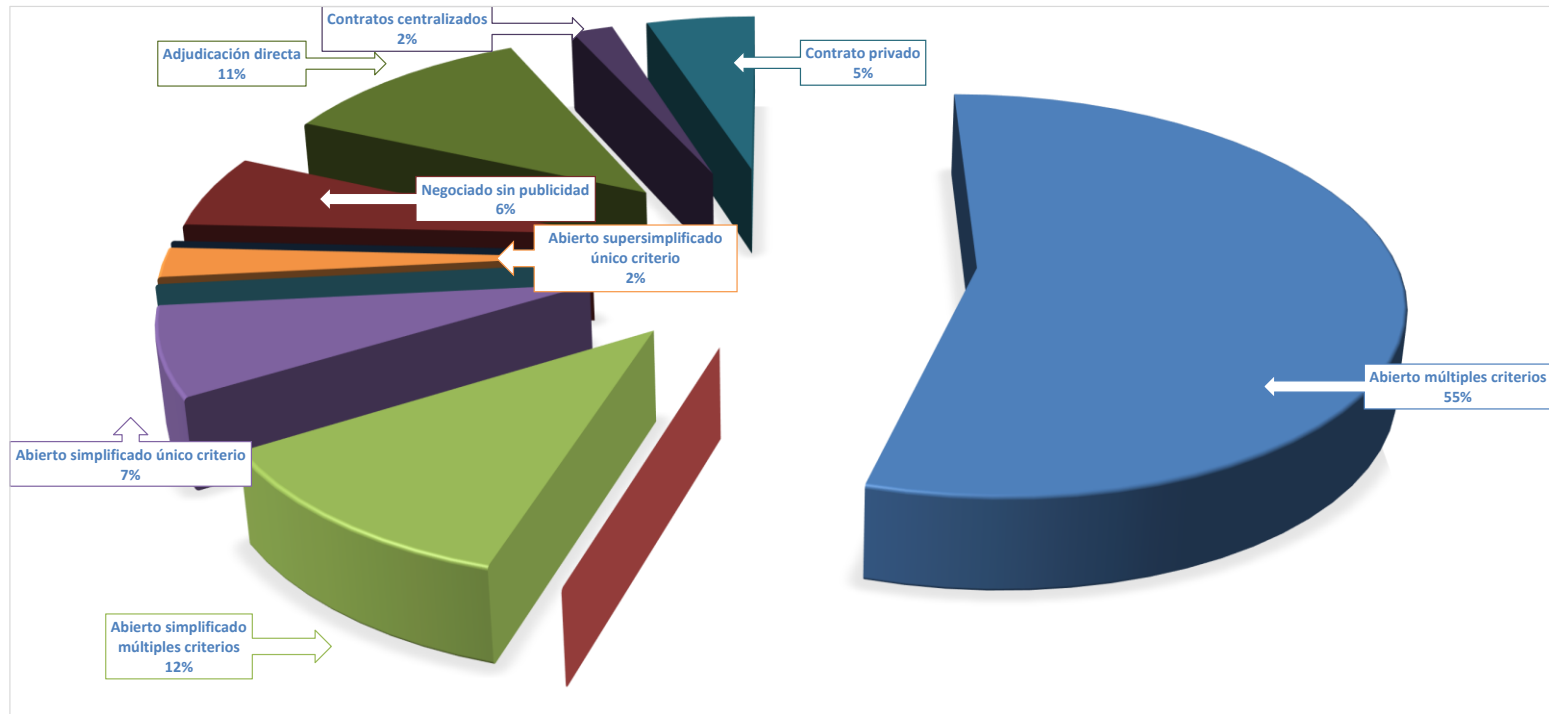 Contratos centralizados
2%
Adjudicación directa
11%
Contrato privado
5%
Negociado sin publicidad
6%
Abierto supersimplificado
único criterio
2%
Abierto múltiples criterios
55%
Abierto simplificado único criterio
7%
Abierto simplificado
múltiples criterios
12%